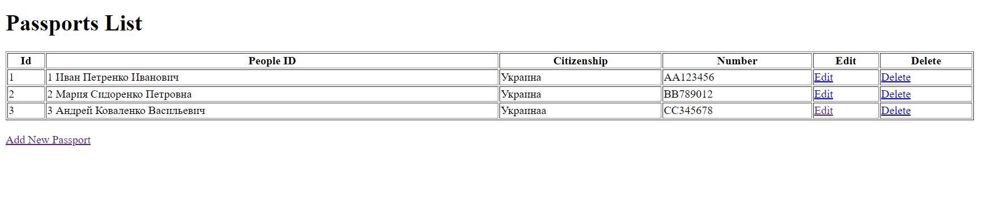 Passports List
Id People ID Citizenship Number Edit Delete
1 1 Иван Петренко Иванович Украина AA123456 Edit Delete
2 2 Мария Сидоренко Петровна Украина BB789012 Edit Delete
3 3 Андрей Коваленко Васильевич Украинаа CC345678 Edit Delete
Add New Passport